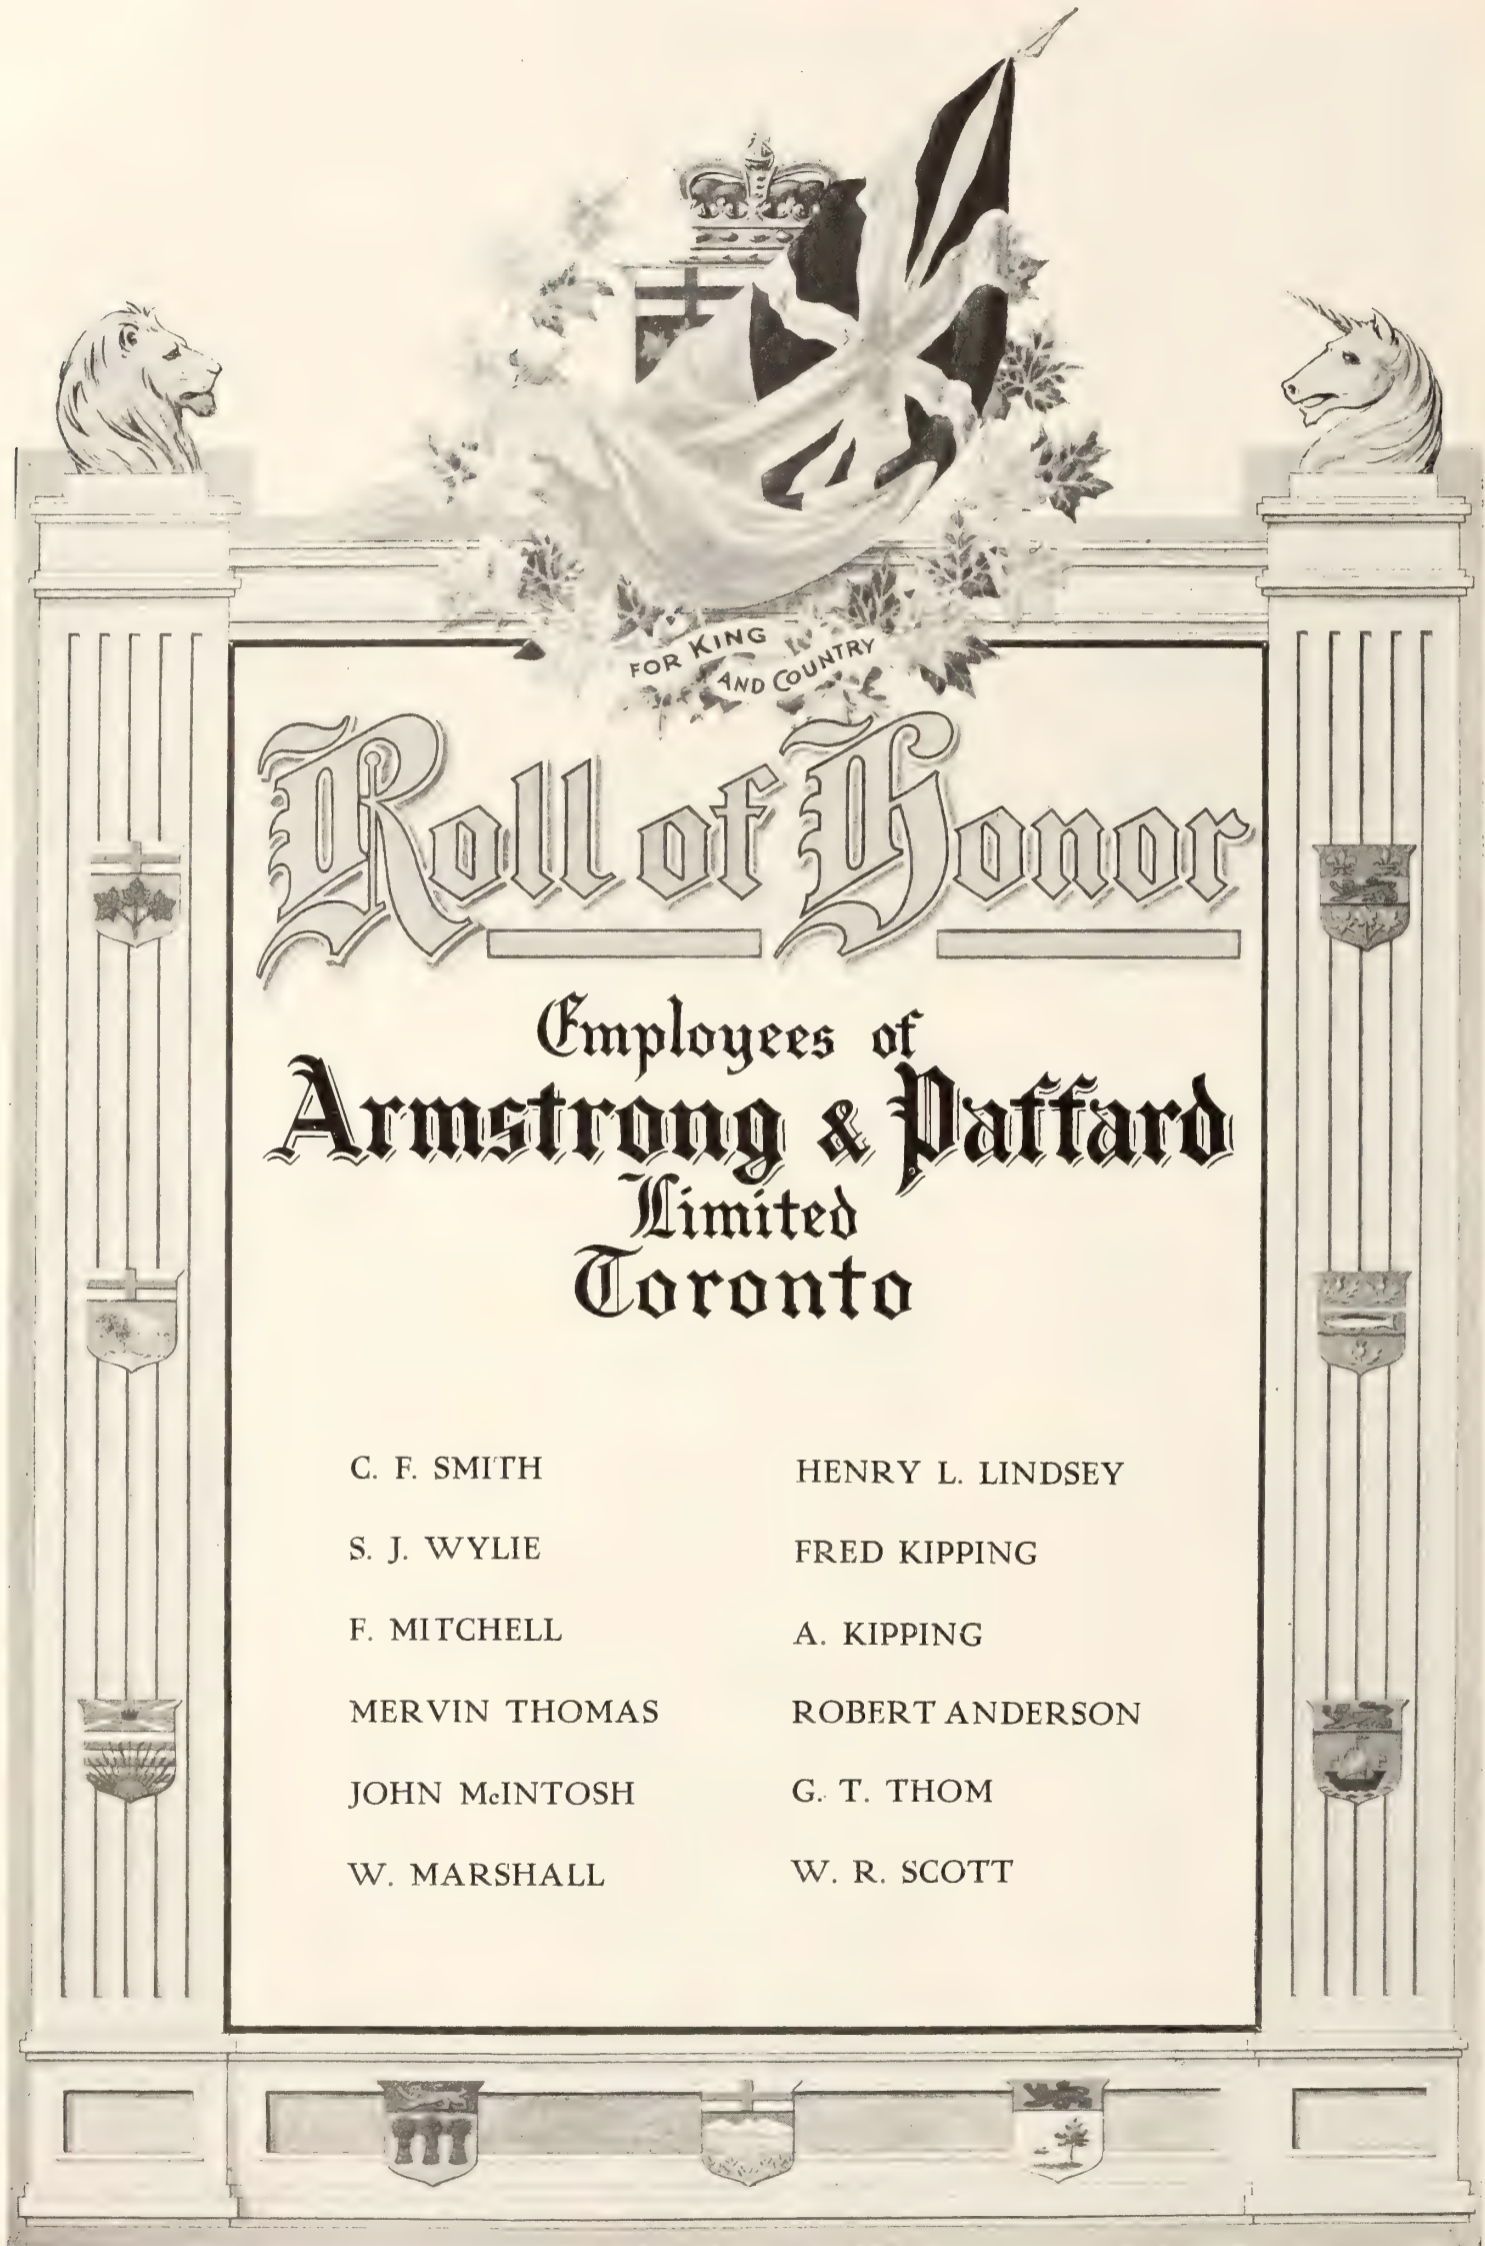 FOR KING
AND COUNTRY
Roll of Honor
Employees of
Armstrong & Paffard
Limited
Toronto
C. F. SMITH
S. J. WYLIE
F. MITCHELL
MERVIN THOMAS
JOHN McINTOSH
W. MARSHALL
HENRY L. LINDSEY
FRED KIPPING
A. KIPPING
ROBERT ANDERSON
G. T. THOM
W. R. SCOTT